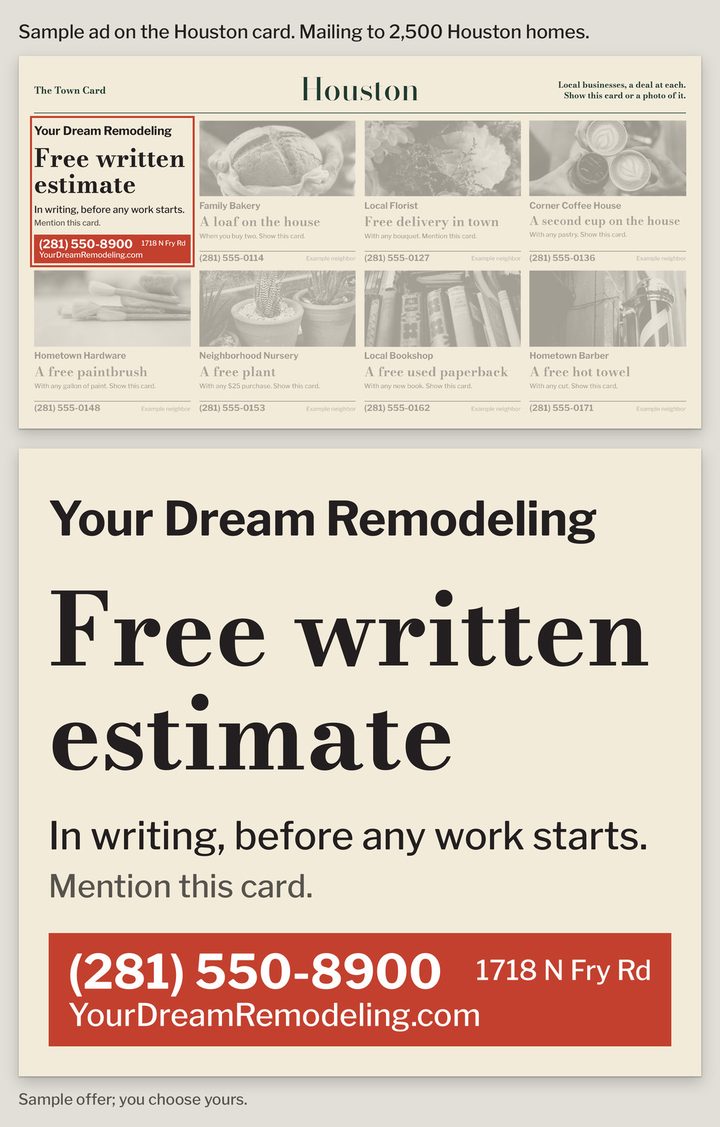 Sample ad on the Houston card. Mailing to 2,500 Houston homes.
The Town Card
Houston
Local businesses, a deal at each.
Show this card or a photo of it.
Your Dream Remodeling
Free written
estimate
In writing, before any work starts.
Mention this card.
(281) 550-8900 1718 N Fry Rd
YourDreamRemodeling.com
Family Bakery
A loaf on the house
When you buy two. Show this card.
(281) 555-0114 Example neighbor
Local Florist
Free delivery in town
With any bouquet. Mention this card.
(281) 555-0127 Example neighbor
Corner Coffee House
A second cup on the house
With any pastry. Show this card.
(281) 555-0136 Example neighbor
Hometown Hardware
A free paintbrush
With any gallon of paint. Show this card.
(281) 555-0148 Example neighbor
Neighborhood Nursery
A free plant
With any $25 purchase. Show this card.
(281) 555-0153 Example neighbor
Local Bookshop
A free used paperback
With any new book. Show this card.
(281) 555-0162 Example neighbor
Hometown Barber
A free hot towel
With any cut. Show this card.
(281) 555-0171 Example neighbor
Your Dream Remodeling
Free written
estimate
In writing, before any work starts.
Mention this card.
(281) 550-8900 1718 N Fry Rd
YourDreamRemodeling.com
Sample offer; you choose yours.